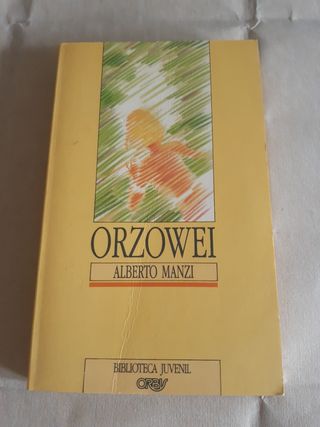 ORZOWEI
ALBERTO MANZI
BIBLIOTECA JUVENIL
ORBIS